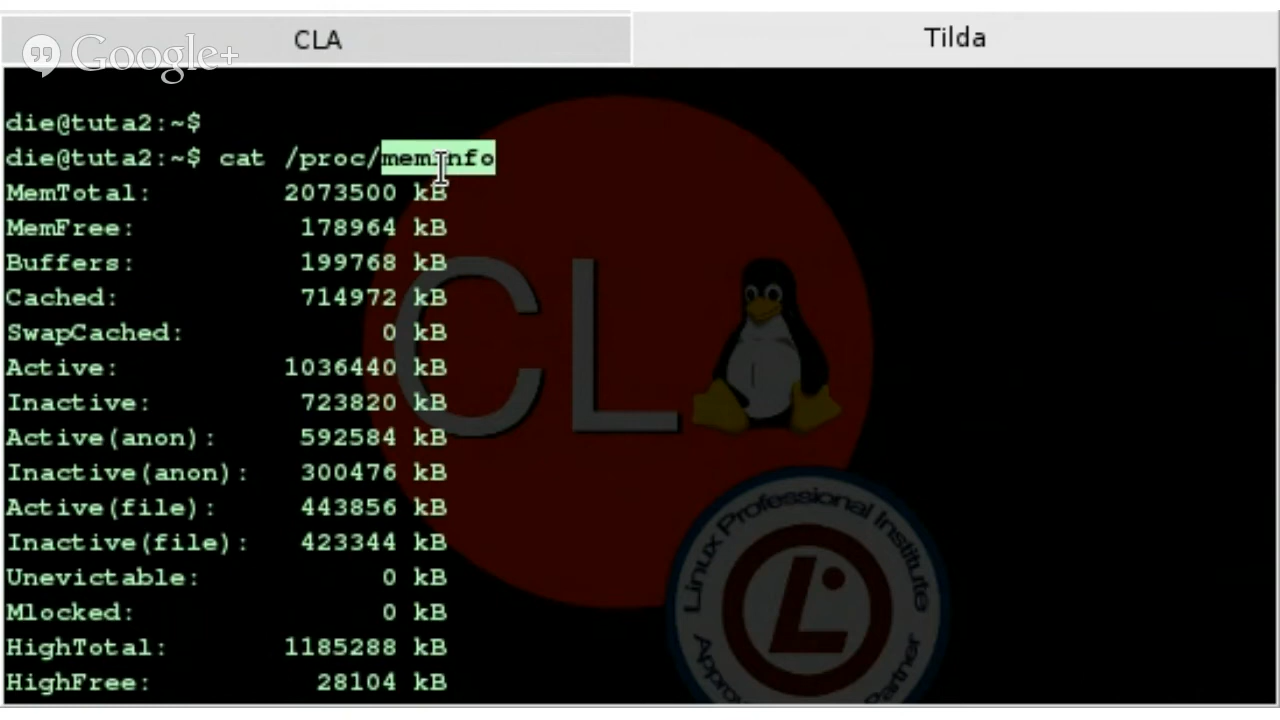 CLA
Tilda
Google+
die@tuta2:~$
die@tuta2:~$ cat /proc/meminfo
MemTotal: 2073500 kB
MemFree: 178964 kB
Buffers: 199768 kB
Cached: 714972 kB
SwapCached: 0 kB
Active: 1036440 kB
Inactive: 723820 kB
Active(anon): 592584 kB
Inactive(anon): 300476 kB
Active(file): 443856 kB
Inactive(file): 423344 kB
Unevictable: 0 kB
Mlocked: 0 kB
HighTotal: 1185288 kB
HighFree: 28104 kB
CL
Linux Professional Institute
L
Partner